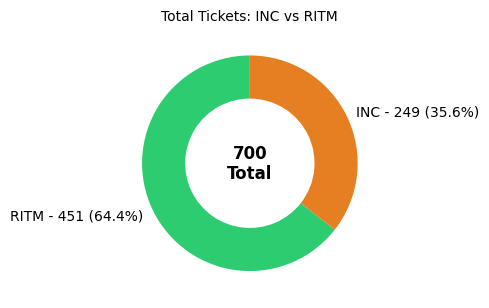 Total Tickets: INC vs RITM
INC - 249 (35.6%)
700
Total
RITM - 451 (64.4%)